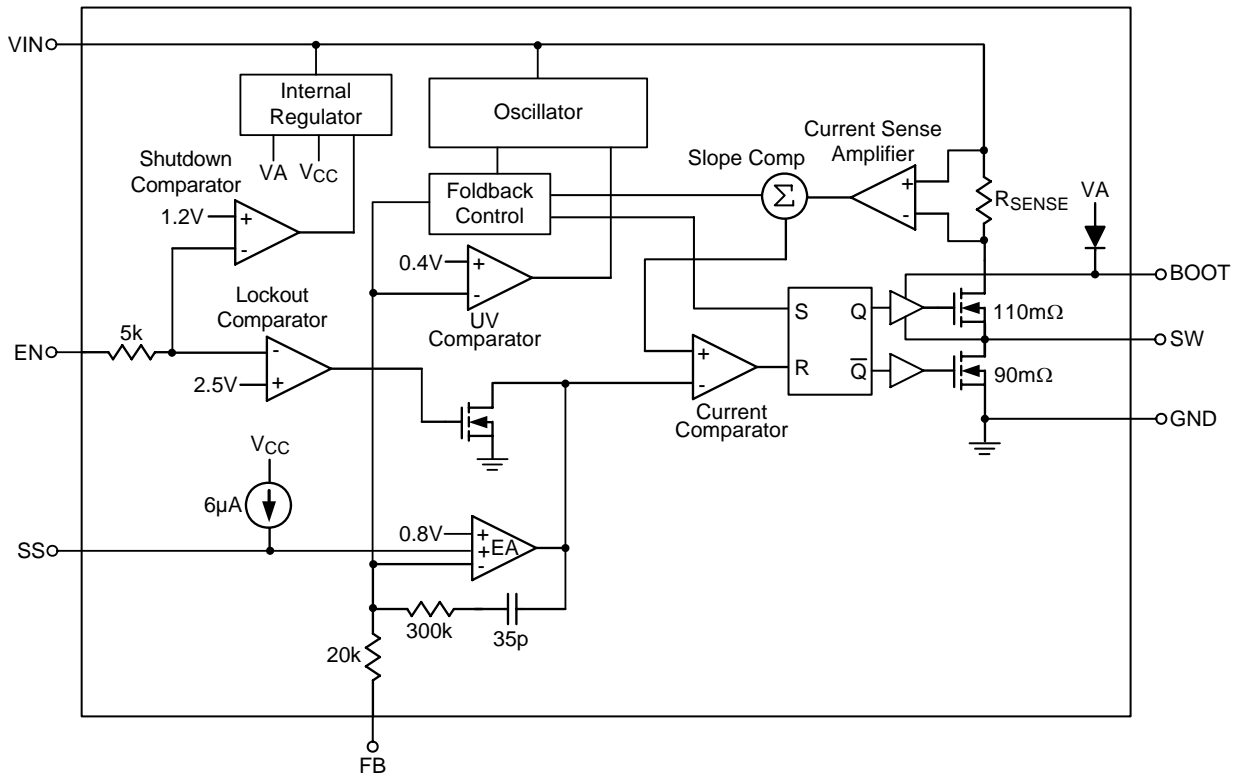 VIN
Internal
Regulator
Oscillator
Current Sense
Amplifier
Slope Comp
Shutdown
Comparator
VA
VCC
Foldback
Control
Σ
+
-
RSENSE
VA
1.2V
+
-
0.4V
+
-
BOOT
Lockout
Comparator
UV
Comparator
S
Q
110mΩ
5k
EN
-
+
2.5V
SW
+
-
R
Q̅
90mΩ
Current
Comparator
GND
VCC
6µA
0.8V
+
+
-
EA
SS
300k
35p
20k
FB